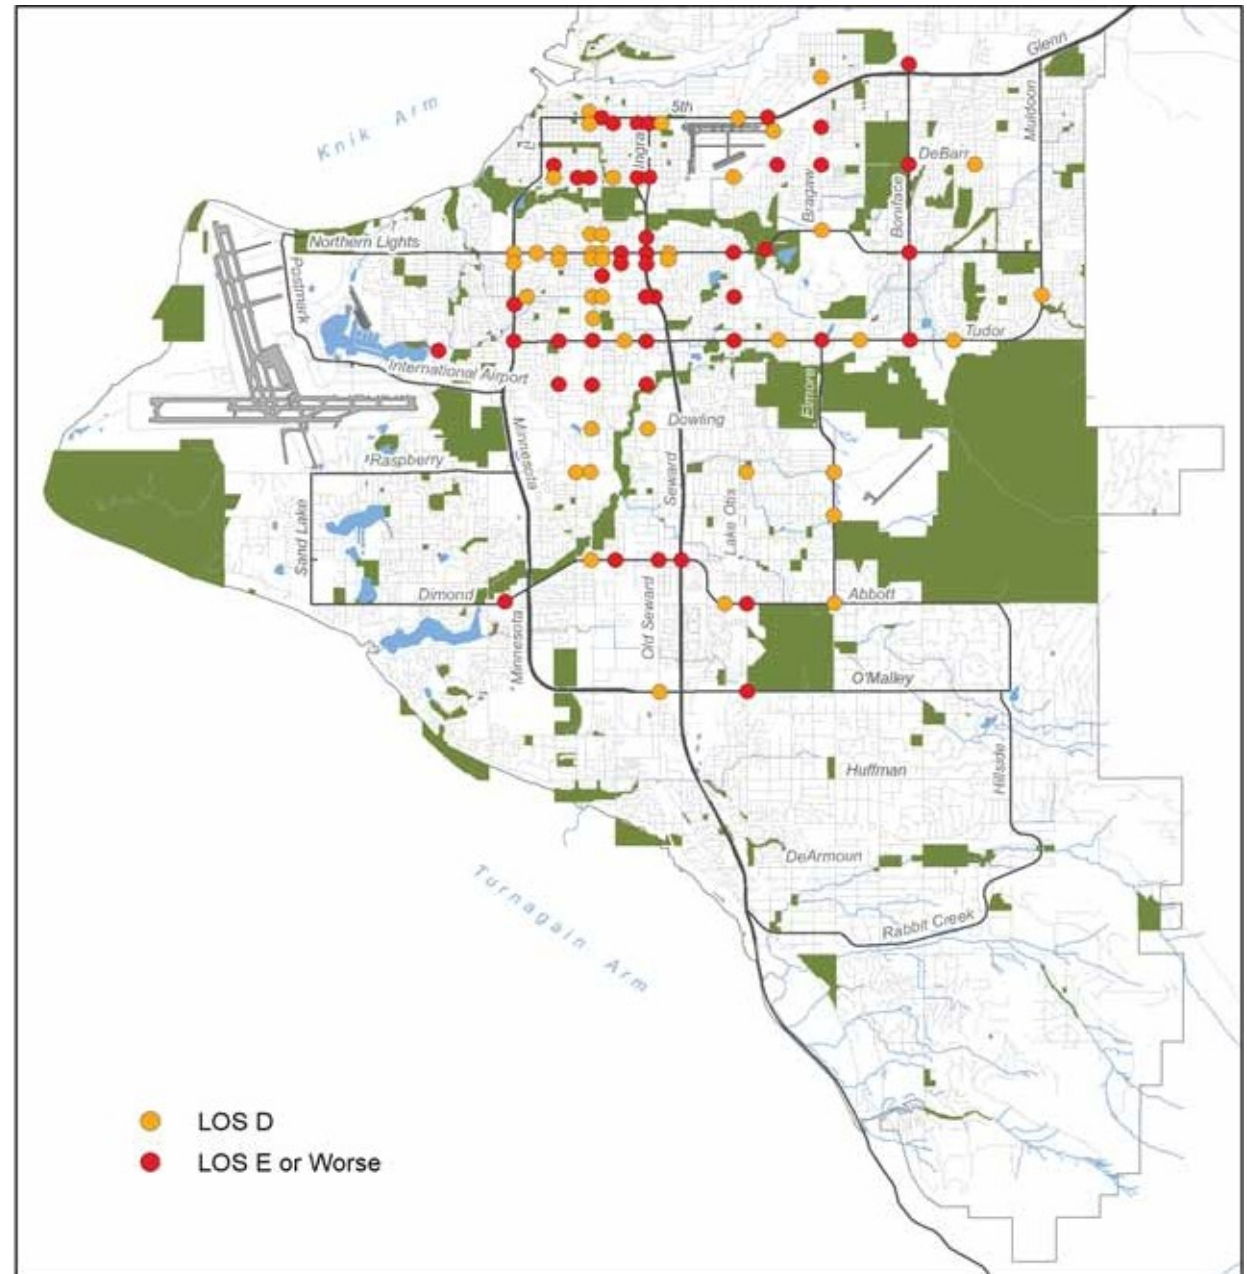 Glenn
Knik Arm
5th
Muldoon
Ingra
DeBarr
Bragaw
Boniface
Northern Lights
Postmark
Tudor
International Airport
Elmore
Minnesota
Dowling
Raspberry
Seward
Lake Otis
Sand Lake
Dimond
Abbott
Old Seward
Minnesota
O'Malley
Huffman
Hillside
DeArmoun
Turnagain Arm
Rabbit Creek
LOS D
LOS E or Worse